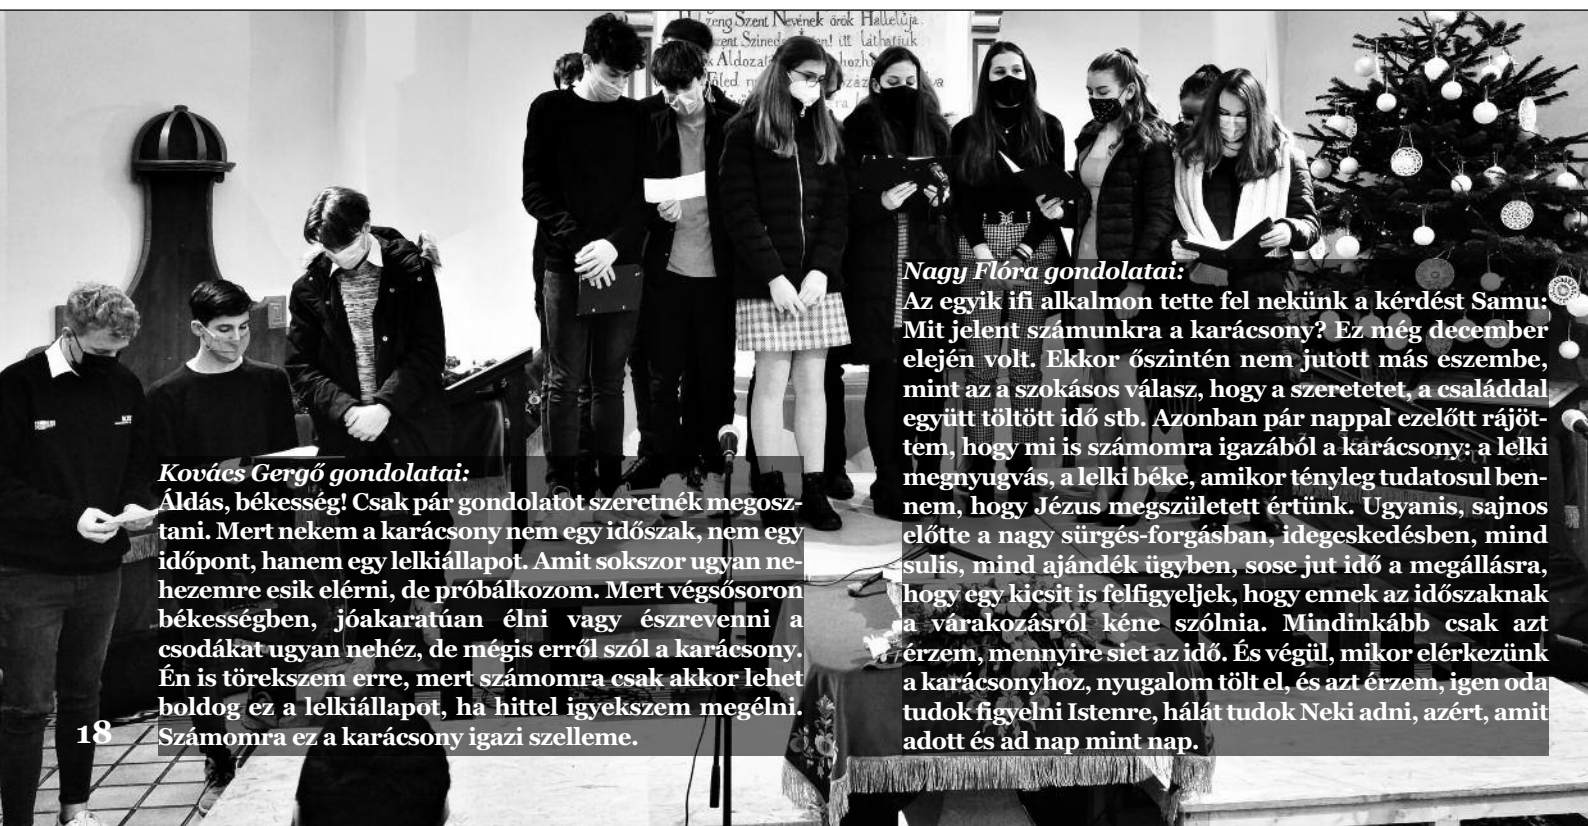 zeng Szent Nevének örök Halleluja.
zent Szined itt láthatjuk
Áldozat
Nagy Flóra gondolatai:
Az egyik ifi alkalmon tette fel nekünk a kérdést Samu:
Mit jelent számunkra a karácsony? Ez még december
elején volt. Ekkor őszintén nem jutott más eszembe,
mint az a szokásos válasz, hogy a szeretetet, a családdal
együtt töltött idő stb. Azonban pár nappal ezelőtt rájöt-
tem, hogy mi is számomra igazából a karácsony: a lelki
megnyugvás, a lelki béke, amikor tényleg tudatosul ben-
nem, hogy Jézus megszületett értünk. Ugyanis, sajnos
előtte a nagy sürgés-forgásban, idegeskedésben, mind
sulis, mind ajándék ügyben, sose jut idő a megállásra,
hogy egy kicsit is felfigyeljek, hogy ennek az időszaknak
a várakozásról kéne szólnia. Mindinkább csak azt
érzem, mennyire siet az idő. És végül, mikor elérkezünk
a karácsonyhoz, nyugalom tölt el, és azt érzem, igen oda
tudok figyelni Istenre, hálát tudok Neki adni, azért, amit
adott és ad nap mint nap.
Kovács Gergő gondolatai:
Áldás, békesség! Csak pár gondolatot szeretnék megosz-
tani. Mert nekem a karácsony nem egy időszak, nem egy
időpont, hanem egy lelkiállapot. Amit sokszor ugyan ne-
hezemre esik elérni, de próbálkozom. Mert végsősoron
békességben, jóakaratúan élni vagy észrevenni a
csodákat ugyan nehéz, de mégis erről szól a karácsony.
Én is törekszem erre, mert számomra csak akkor lehet
boldog ez a lelkiállapot, ha hittel igyekszem megélni.
Számomra ez a karácsony igazi szelleme.
18